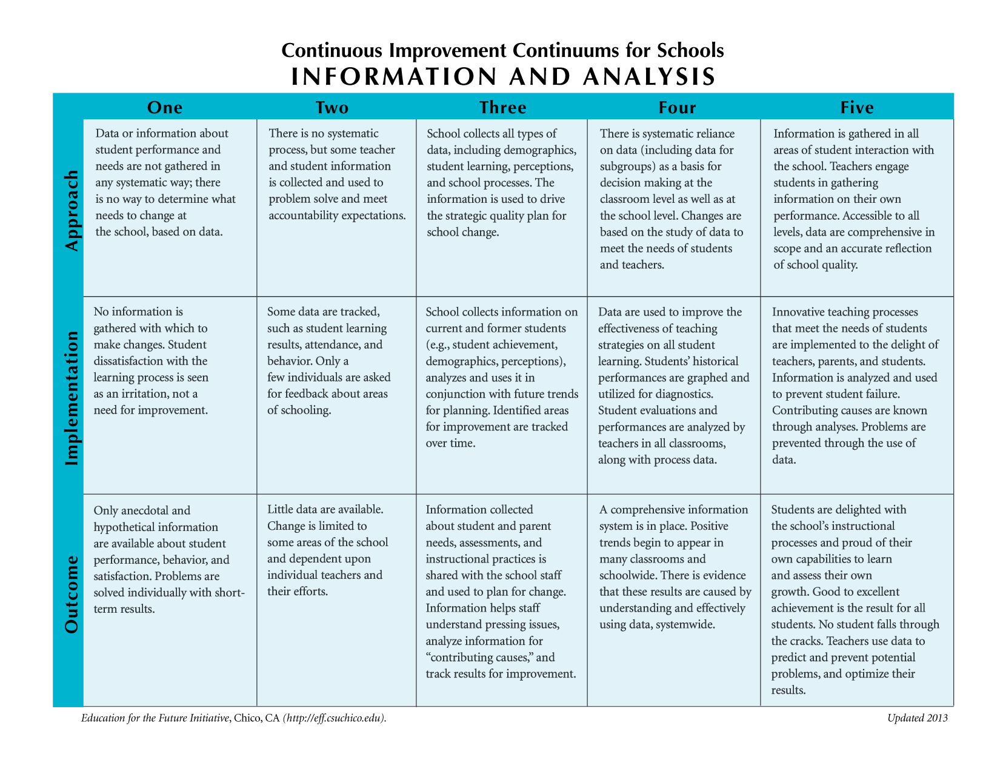 Continuous Improvement Continuums for Schools
INFORMATION AND ANALYSIS
One
Two
Three
Four
Five
Approach
Data or information about
student performance and
needs are not gathered in
any systematic way; there
is no way to determine what
needs to change at
the school, based on data.
There is no systematic
process, but some teacher
and student information
is collected and used to
problem solve and meet
accountability expectations.
School collects all types of
data, including demographics,
student learning, perceptions,
and school processes. The
information is used to drive
the strategic quality plan for
school change.
There is systematic reliance
on data (including data for
subgroups) as a basis for
decision making at the
classroom level as well as at
the school level. Changes are
based on the study of data to
meet the needs of students
and teachers.
Information is gathered in all
areas of student interaction with
the school. Teachers engage
students in gathering
information on their own
performance. Accessible to all
levels, data are comprehensive in
scope and an accurate reflection
of school quality.
Implementation
No information is
gathered with which to
make changes. Student
dissatisfaction with the
learning process is seen
as an irritation, not a
need for improvement.
Some data are tracked,
such as student learning
results, attendance, and
behavior. Only a
few individuals are asked
for feedback about areas
of schooling.
School collects information on
current and former students
(e.g., student achievement,
demographics, perceptions),
analyzes and uses it in
conjunction with future trends
for planning. Identified areas
for improvement are tracked
over time.
Data are used to improve the
effectiveness of teaching
strategies on all student
learning. Students’ historical
performances are graphed and
utilized for diagnostics.
Student evaluations and
performances are analyzed by
teachers in all classrooms,
along with process data.
Innovative teaching processes
that meet the needs of students
are implemented to the delight of
teachers, parents, and students.
Information is analyzed and used
to prevent student failure.
Contributing causes are known
through analyses. Problems are
prevented through the use of
data.
Outcome
Only anecdotal and
hypothetical information
are available about student
performance, behavior, and
satisfaction. Problems are
solved individually with short-
term results.
Little data are available.
Change is limited to
some areas of the school
and dependent upon
individual teachers and
their efforts.
Information collected
about student and parent
needs, assessments, and
instructional practices is
shared with the school staff
and used to plan for change.
Information helps staff
understand pressing issues,
analyze information for
“contributing causes,” and
track results for improvement.
A comprehensive information
system is in place. Positive
trends begin to appear in
many classrooms and
schoolwide. There is evidence
that these results are caused by
understanding and effectively
using data, systemwide.
Students are delighted with
the school’s instructional
processes and proud of their
own capabilities to learn
and assess their own
growth. Good to excellent
achievement is the result for all
students. No student falls through
the cracks. Teachers use data to
predict and prevent potential
problems, and optimize their
results.
Education for the Future Initiative, Chico, CA (http://eff.csuchico.edu).
Updated 2013